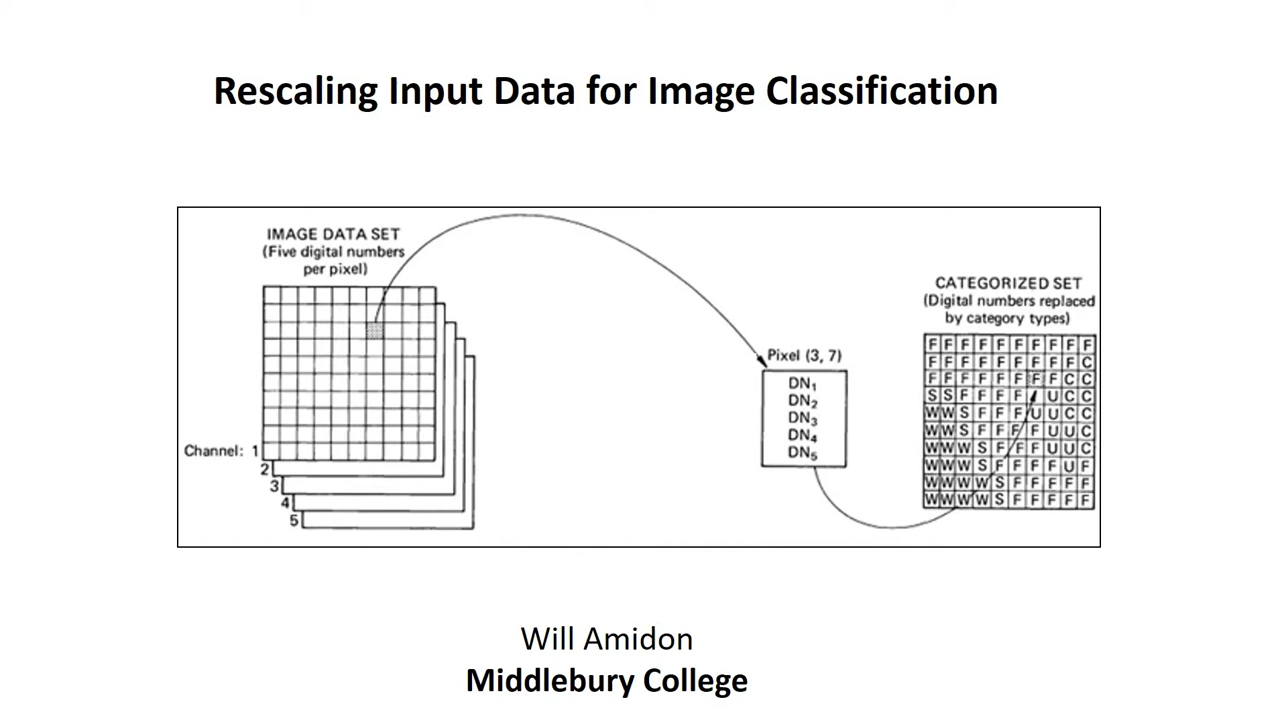 Rescaling Input Data for Image Classification
IMAGE DATA SET
(Five digital numbers
per pixel)
Channel: 1
2
3
4
5
Pixel (3, 7)
DN1
DN2
DN3
DN4
DN5
CATEGORIZED SET
(Digital numbers replaced
by category types)
F F F F F F F F F F
F F F F F F F F F C
F F F F F F F F C C
S S F F F F U C C
W W S F F F U U C C
W W S F F F F U U C
W W W S F F F U U C
W W W S F F F F U F
W W W W S F F F F F
W W W W S F F F F F
Will Amidon
Middlebury College